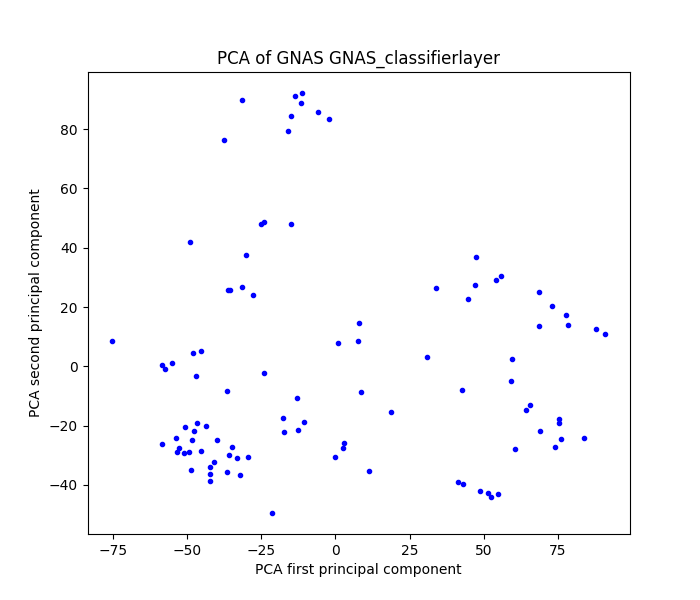 PCA of GNAS GNAS_classifierlayer
PCA second principal component
80
60
40
20
0
−20
−40
−75 −50 −25 0 25 50 75
PCA first principal component